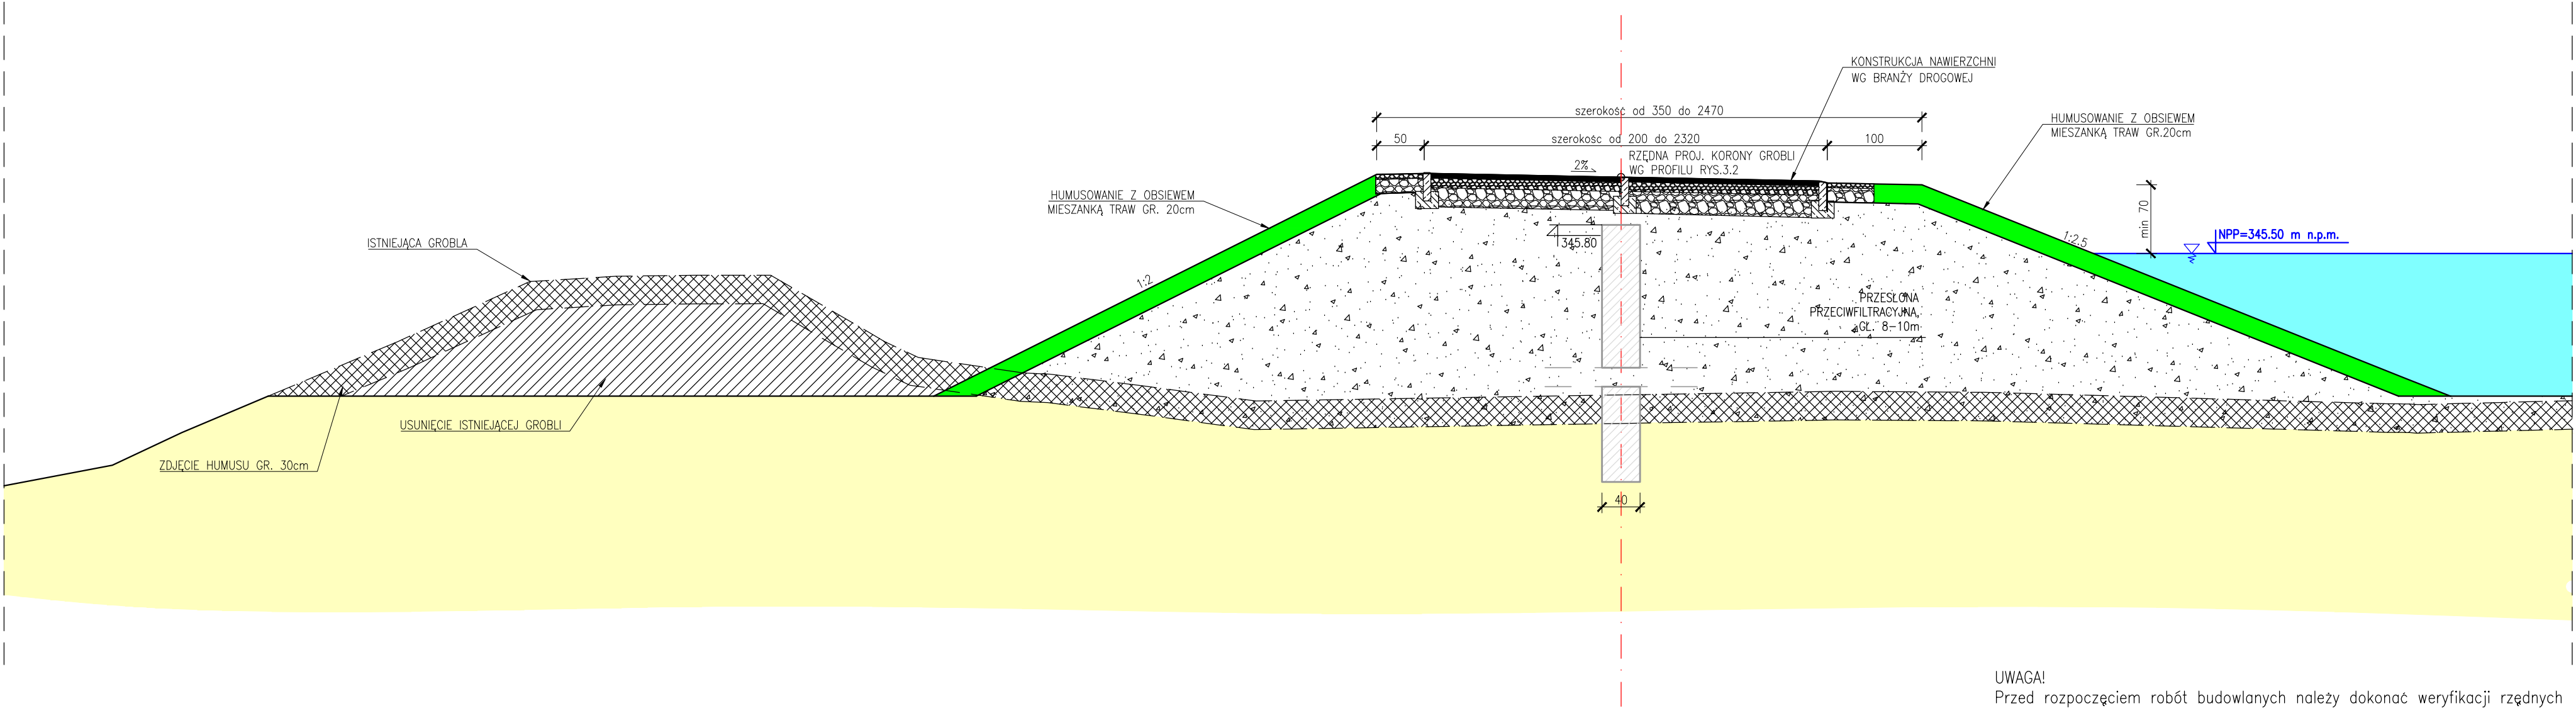 KONSTRUKCJA NAWIERZCHNI
WG BRANŻY DROGOWEJ
szerokość od 350 do 2470
HUMUSOWANIE Z OBSIEWEM
MIESZANKĄ TRAW GR.20cm
50
szerokość od 200 do 2320
100
2%
RZĘDNA PROJ. KORONY GROBLI
WG PROFILU RYS.3.2
HUMUSOWANIE Z OBSIEWEM
MIESZANKĄ TRAW GR. 20cm
ISTNIEJĄCA GROBLA
345.80
1:2
1:2.5
min 70
NPP=345.50 m n.p.m.
PRZESŁONA
PRZECIWFILTRACYJNA,
GŁ. 8-10m
USUNIĘCIE ISTNIEJĄCEJ GROBLI
ZDJĘCIE HUMUSU GR. 30cm
40
UWAGA!
Przed rozpoczęciem robót budowlanych należy dokonać weryfikacji rzędnych